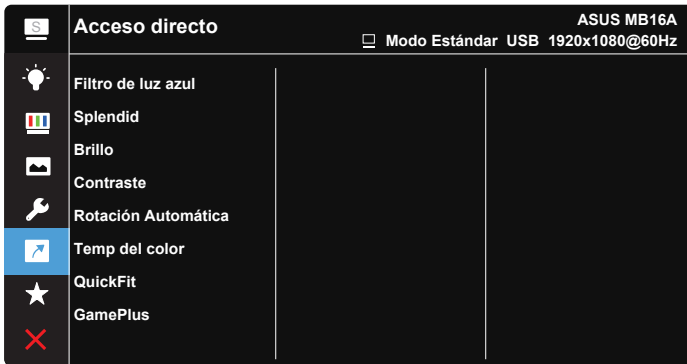 S
Acceso directo
ASUS MB16A
Modo Estándar USB 1920x1080@60Hz
Filtro de luz azul
Splendid
Brillo
Contraste
Rotación Automática
Temp del color
QuickFit
GamePlus